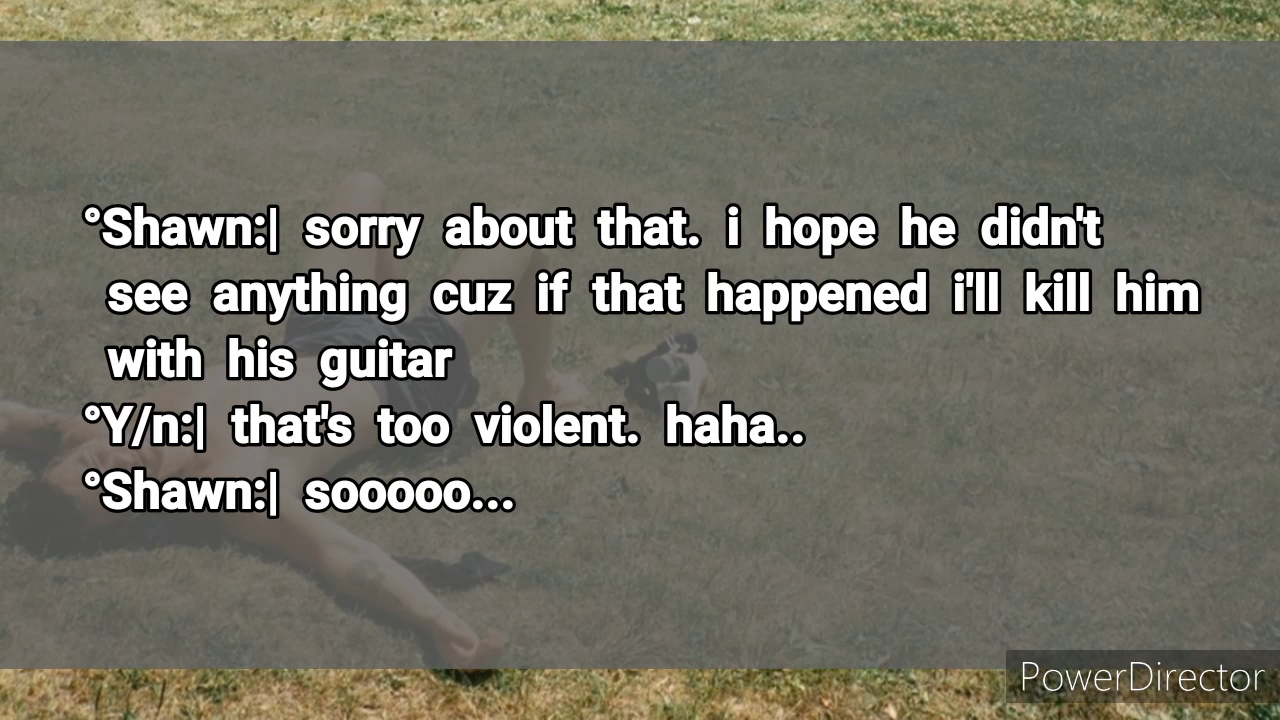 °Shawn:| sorry about that. i hope he didn't
see anything cuz if that happened i'll kill him
with his guitar
°Y/n:| that's too violent. haha..
°Shawn:| sooooo...
PowerDirector